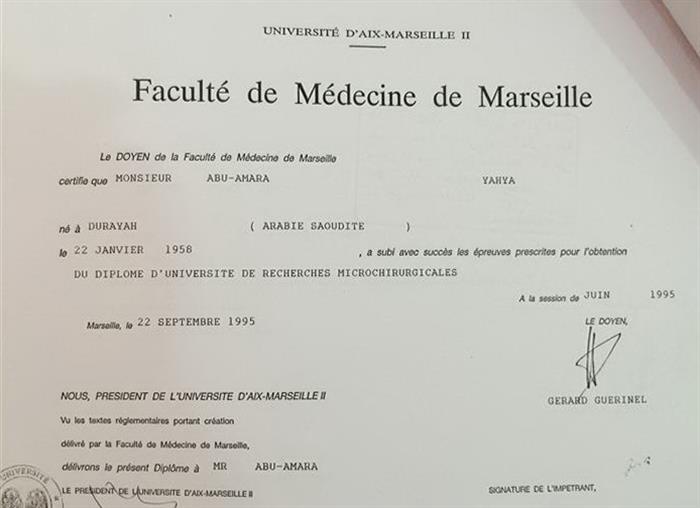 UNIVERSITÉ D'AIX-MARSEILLE II
Faculté de Médecine de Marseille
Le DOYEN de la Faculté de Médecine de Marseille
certifie que MONSIEUR ABU-AMARA YAHYA
né à DURAYAH ( ARABIE SAOUDITE )
le 22 JANVIER 1958 , a subi avec succès les épreuves prescrites pour l'obtention
DU DIPLOME D'UNIVERSITE DE RECHERCHES MICROCHIRURGICALES
A la session de JUIN 1995
Marseille, le 22 SEPTEMBRE 1995
LE DOYEN,
GERARD GUERINEL
NOUS, PRESIDENT DE L'UNIVERSITE D'AIX-MARSEILLE II
Vu les textes réglementaires portant création
délivré par la Faculté de Médecine de Marseille,
délivrons le présent Diplôme à MR ABU-AMARA
LE PRESIDENT DE L'UNIVERSITE D'AIX-MARSEILLE II
SIGNATURE DE L'IMPETRANT,
UNIVERSITÉ